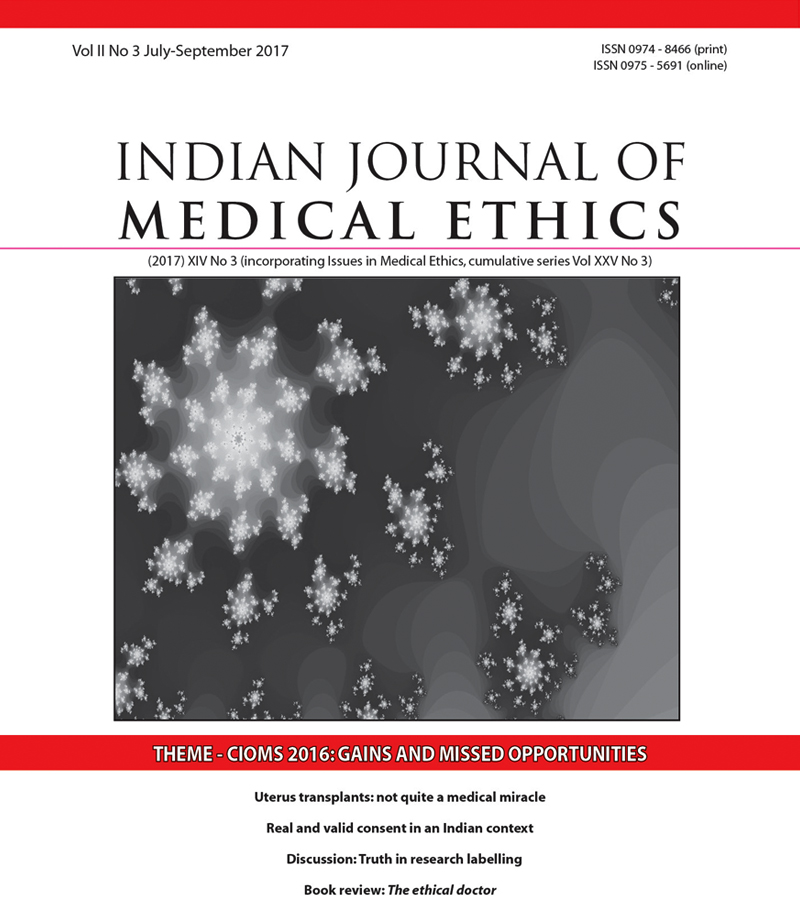 Vol II No 3 July-September 2017
ISSN 0974 - 8466 (print)
ISSN 0975 - 5691 (online)
INDIAN JOURNAL OF
MEDICAL ETHICS
(2017) XIV No 3 (incorporating Issues in Medical Ethics, cumulative series Vol XXV No 3)
THEME - CIOMS 2016: GAINS AND MISSED OPPORTUNITIES
Uterus transplants: not quite a medical miracle
Real and valid consent in an Indian context
Discussion: Truth in research labelling
Book review: The ethical doctor